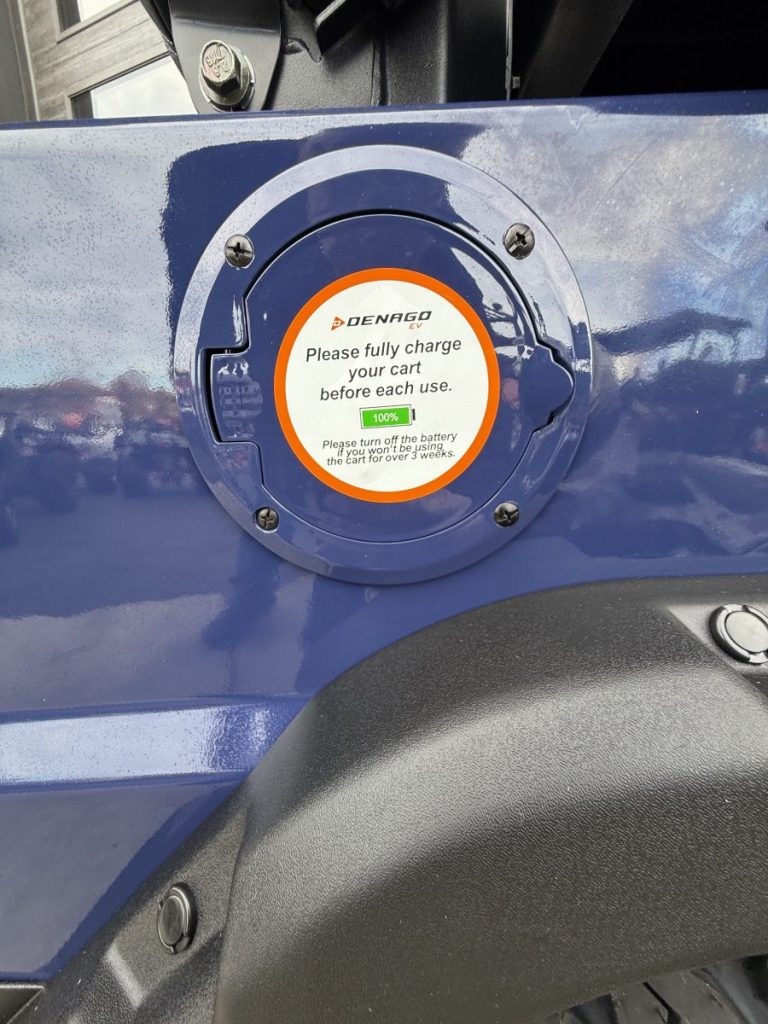 DENAGO
EV
Please fully charge
your cart
before each use.
100%
Please turn off the battery
if you won't be using
the cart for over 3 weeks.